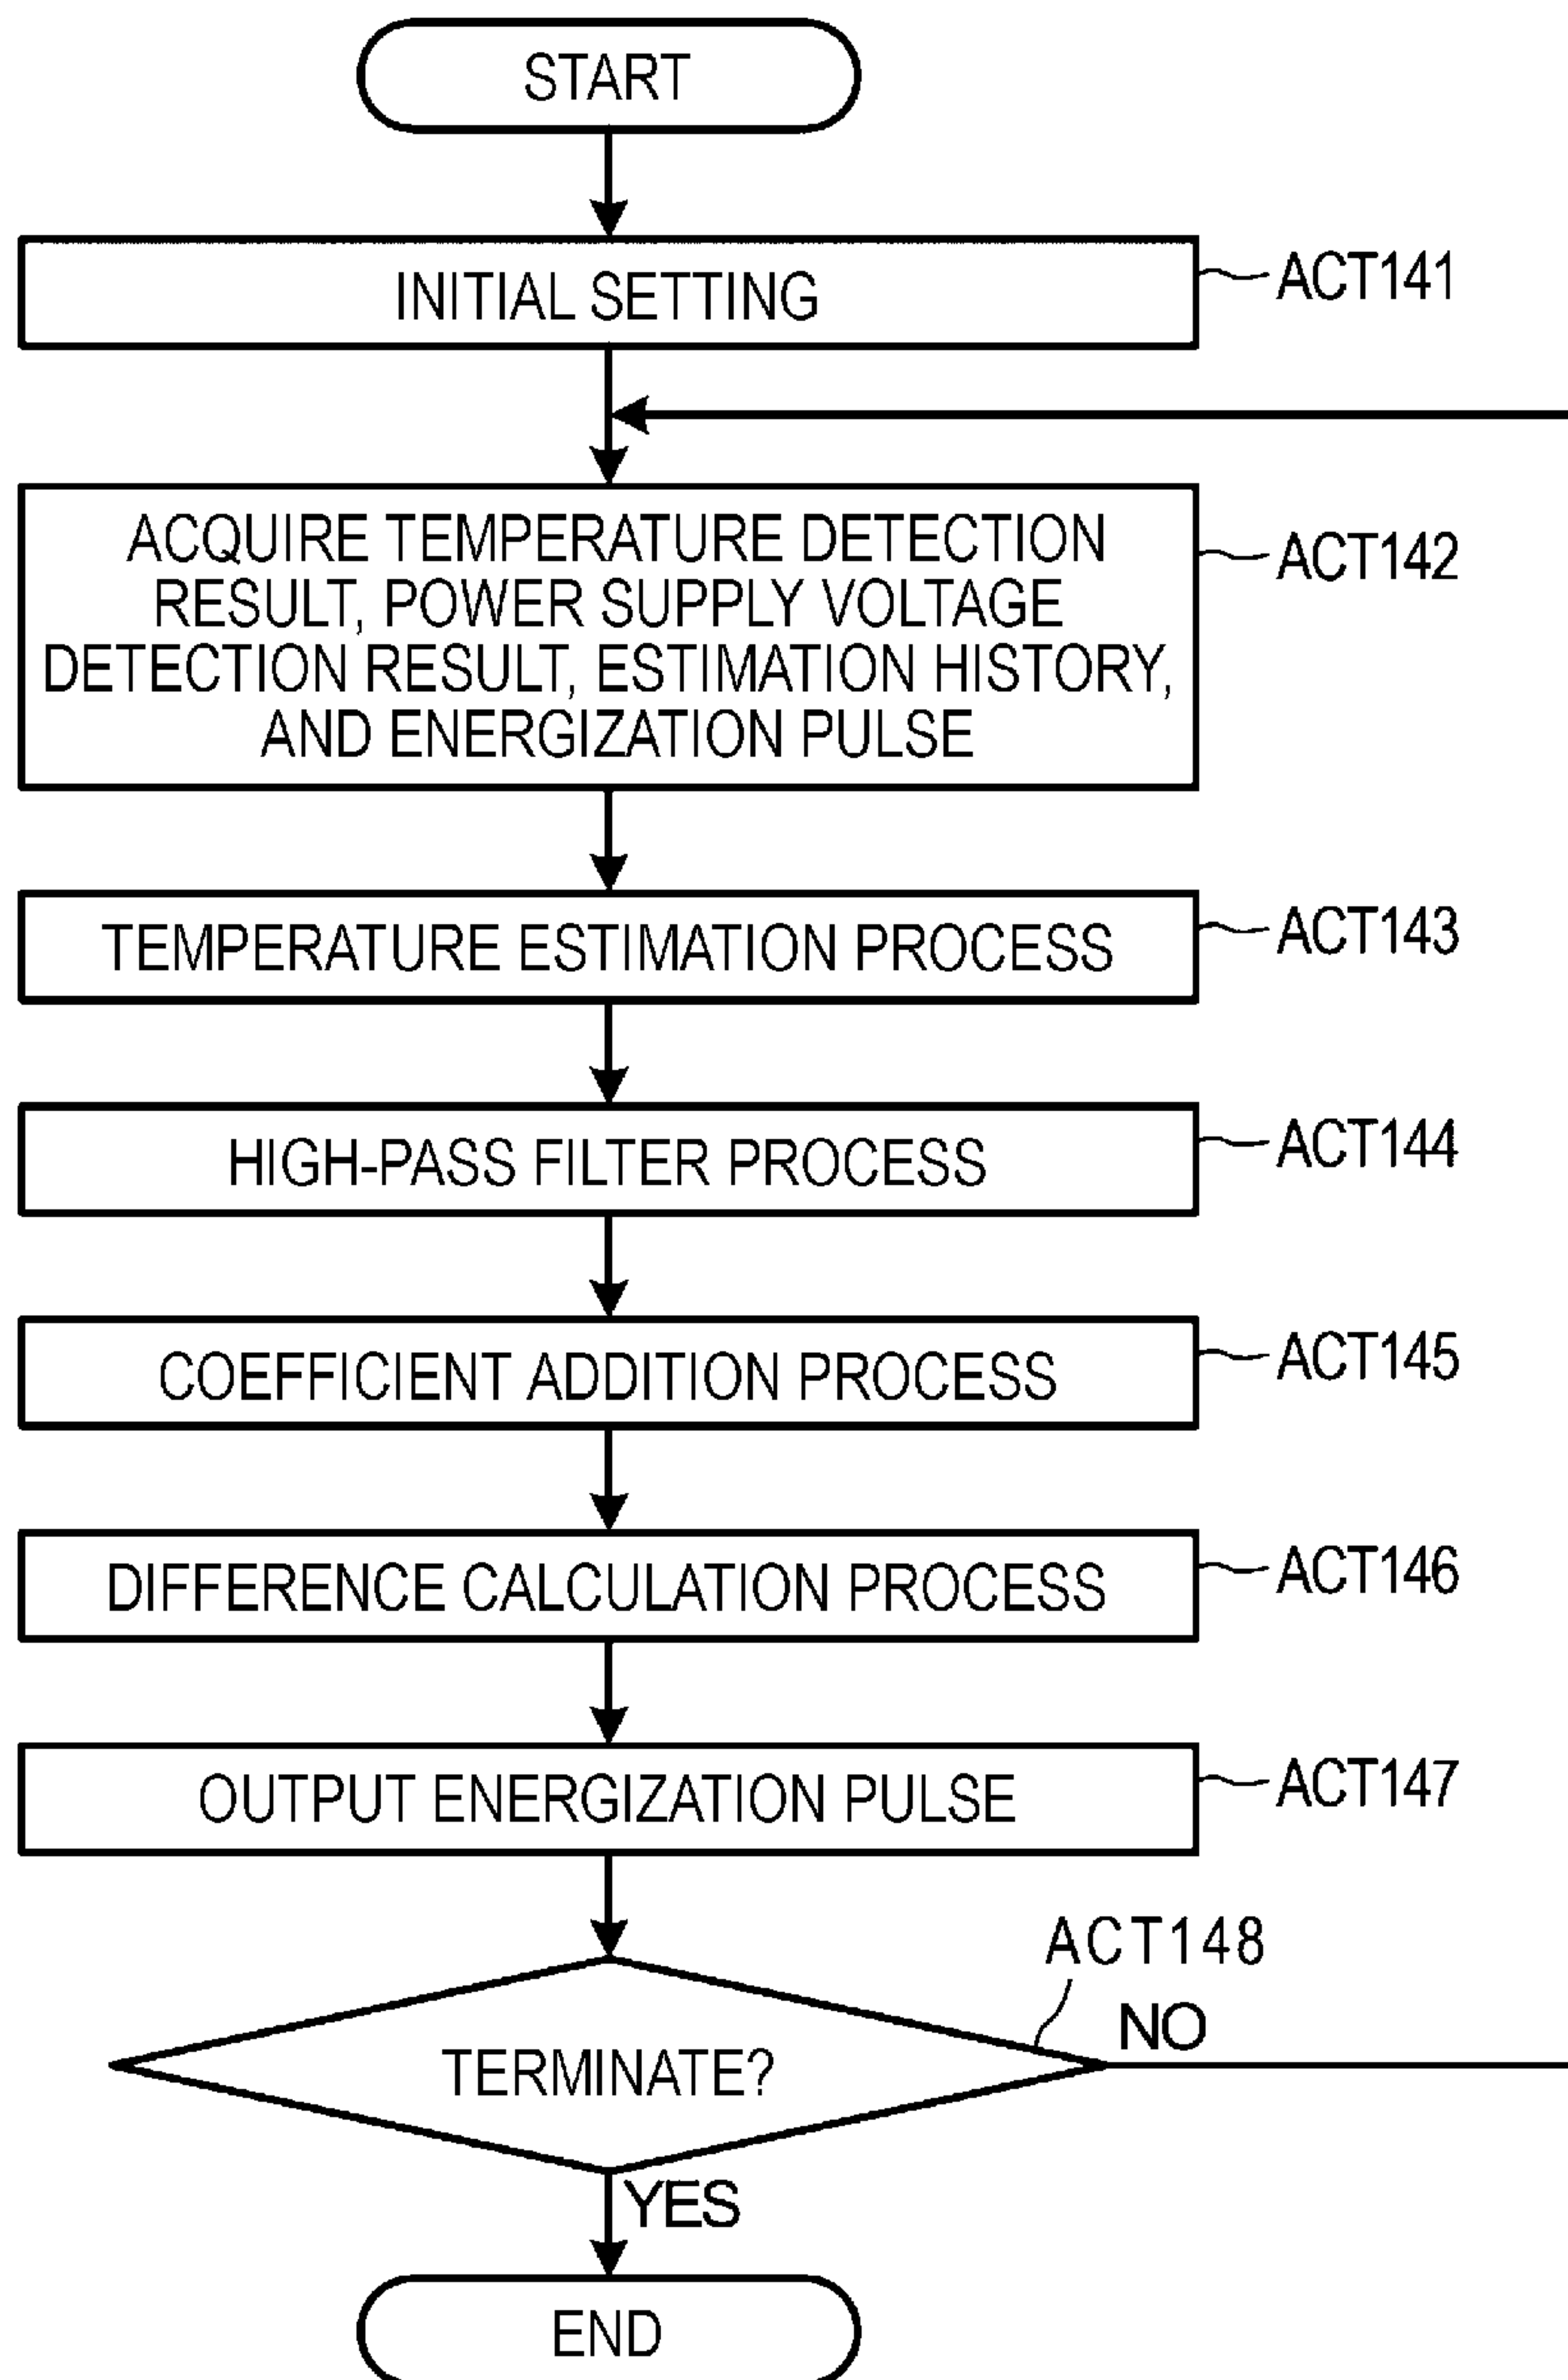 START
INITIAL SETTING
ACT141
ACQUIRE TEMPERATURE DETECTION
RESULT, POWER SUPPLY VOLTAGE
DETECTION RESULT, ESTIMATION HISTORY,
AND ENERGIZATION PULSE
ACT142
TEMPERATURE ESTIMATION PROCESS
ACT143
HIGH-PASS FILTER PROCESS
ACT144
COEFFICIENT ADDITION PROCESS
ACT145
DIFFERENCE CALCULATION PROCESS
ACT146
OUTPUT ENERGIZATION PULSE
ACT147
ACT148
TERMINATE?
NO
YES
END